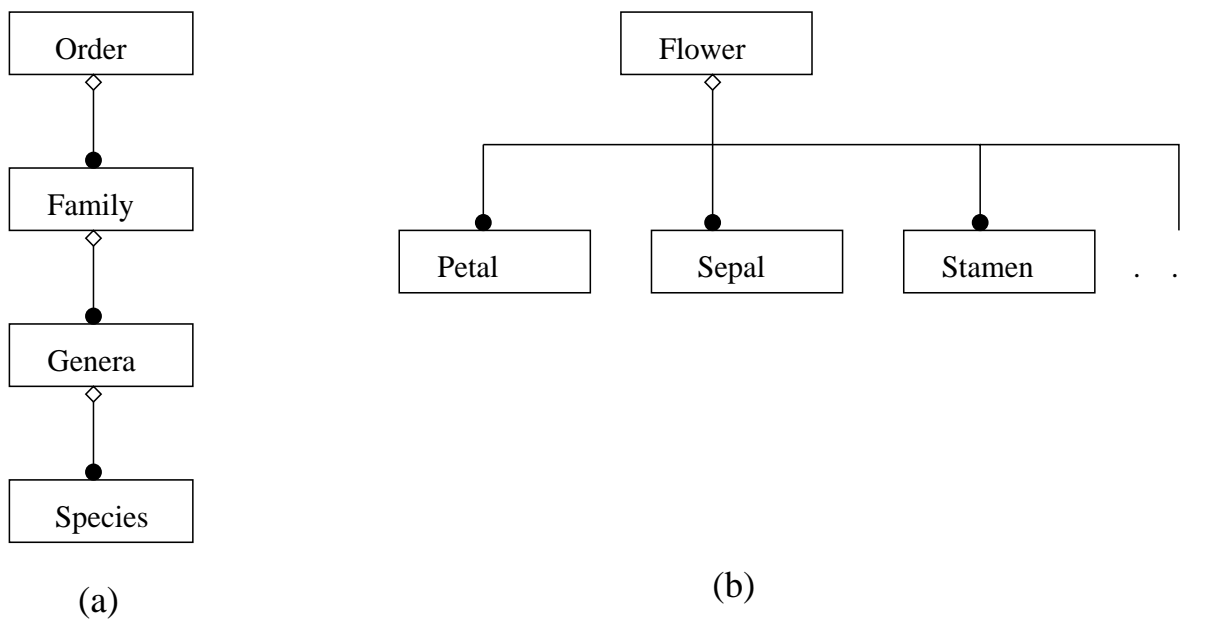 Order
Family
Genera
Species
(a)
Flower
Petal
Sepal
Stamen
. .
(b)